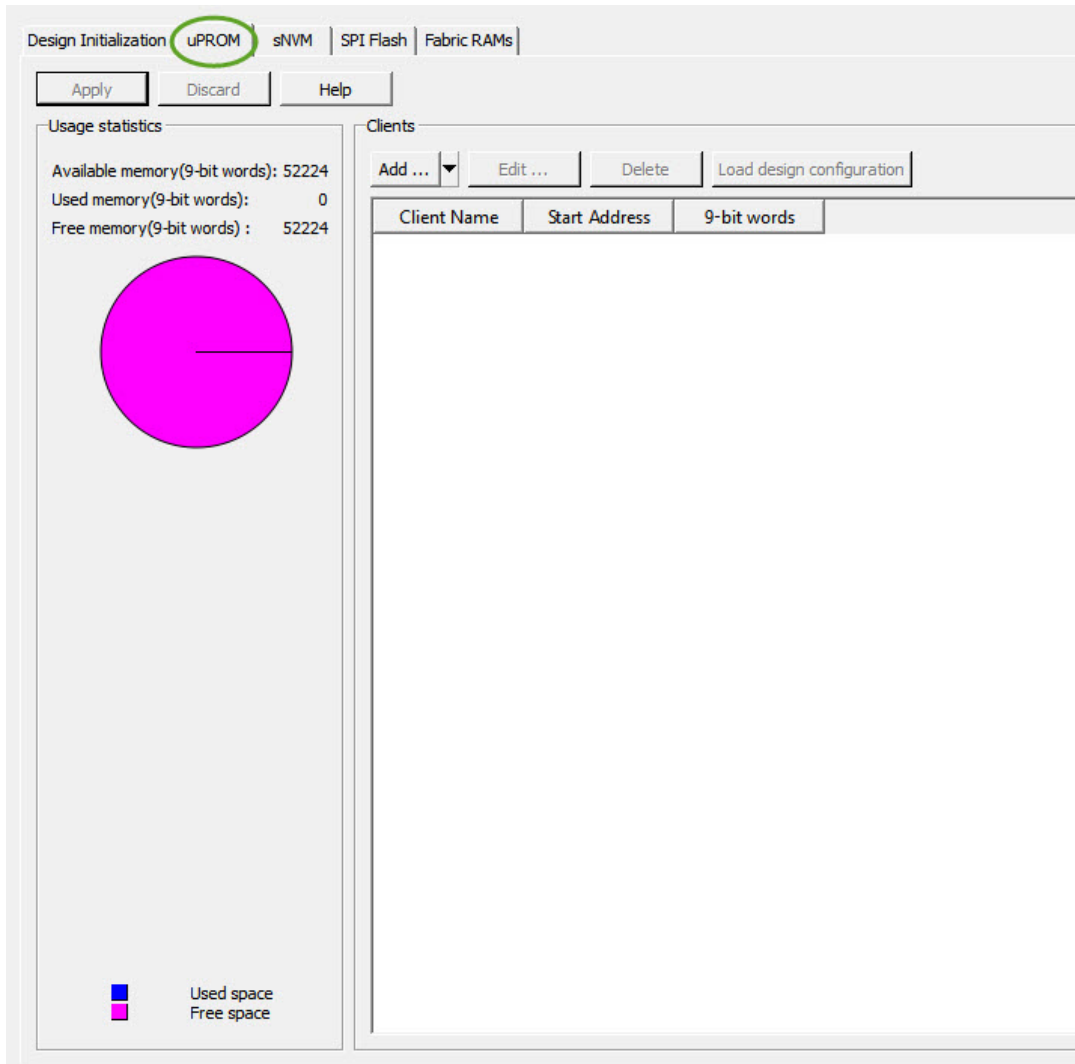 Design Initialization uPROM sNVM SPI Flash Fabric RAMs
Apply Discard Help
Usage statistics
Available memory(9-bit words): 52224
Used memory(9-bit words): 0
Free memory(9-bit words) : 52224
Used space
Free space
Clients
Add ... Edit ... Delete Load design configuration
Client Name Start Address 9-bit words